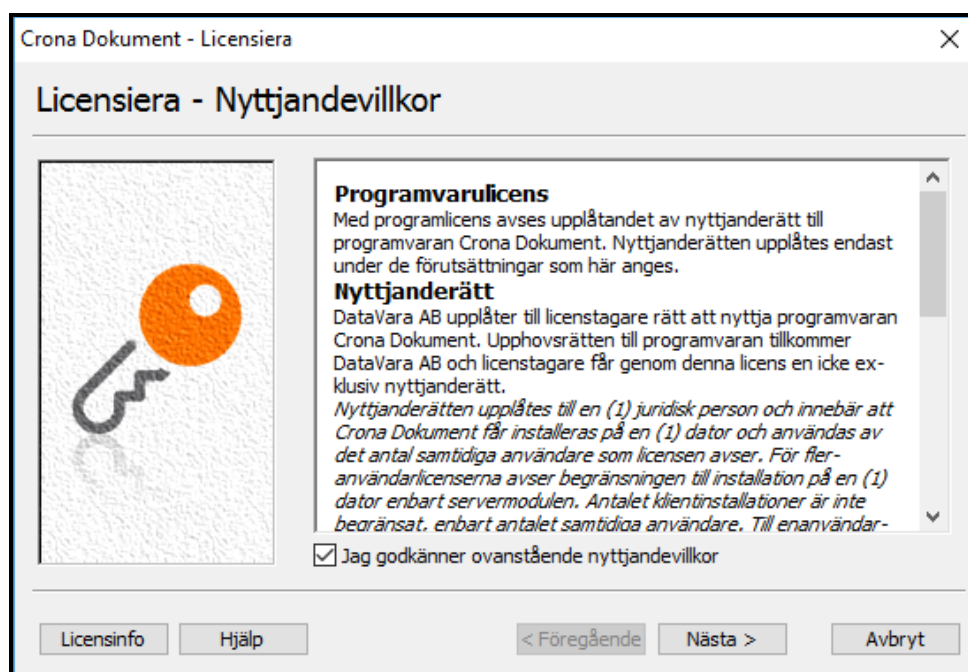 Crona Dokument - Licensiera
Licensiera - Nyttjandevillkor
Programvarulicens
Med programlicens avses upplåtandet av nyttjanderätt till
programvaran Crona Dokument. Nyttjanderätten upplåtes endast
under de förutsättningar som här anges.
Nyttjanderätt
DataVara AB upplåter till licenstagare rätt att nyttja programvaran
Crona Dokument. Upphovsrätten till programvaran tillkommer
DataVara AB och licenstagare får genom denna licens en icke ex-
klusiv nyttjanderätt.
Nyttjanderätten upplåtes till en (1) juridisk person och innebär att
Crona Dokument får installeras på en (1) dator och användas av
det antal samtidiga användare som licensen avser. För fler-
användarlicenserna avser begränsningen till installation på en (1)
dator enbart servermodulen. Antalet klientinstallationer är inte
begränsat, enbart antalet samtidiga användare. Till enanvändar-
Jag godkänner ovanstående nyttjandevillkor
Licensinfo
Hjälp
< Föregående
Nästa >
Avbryt